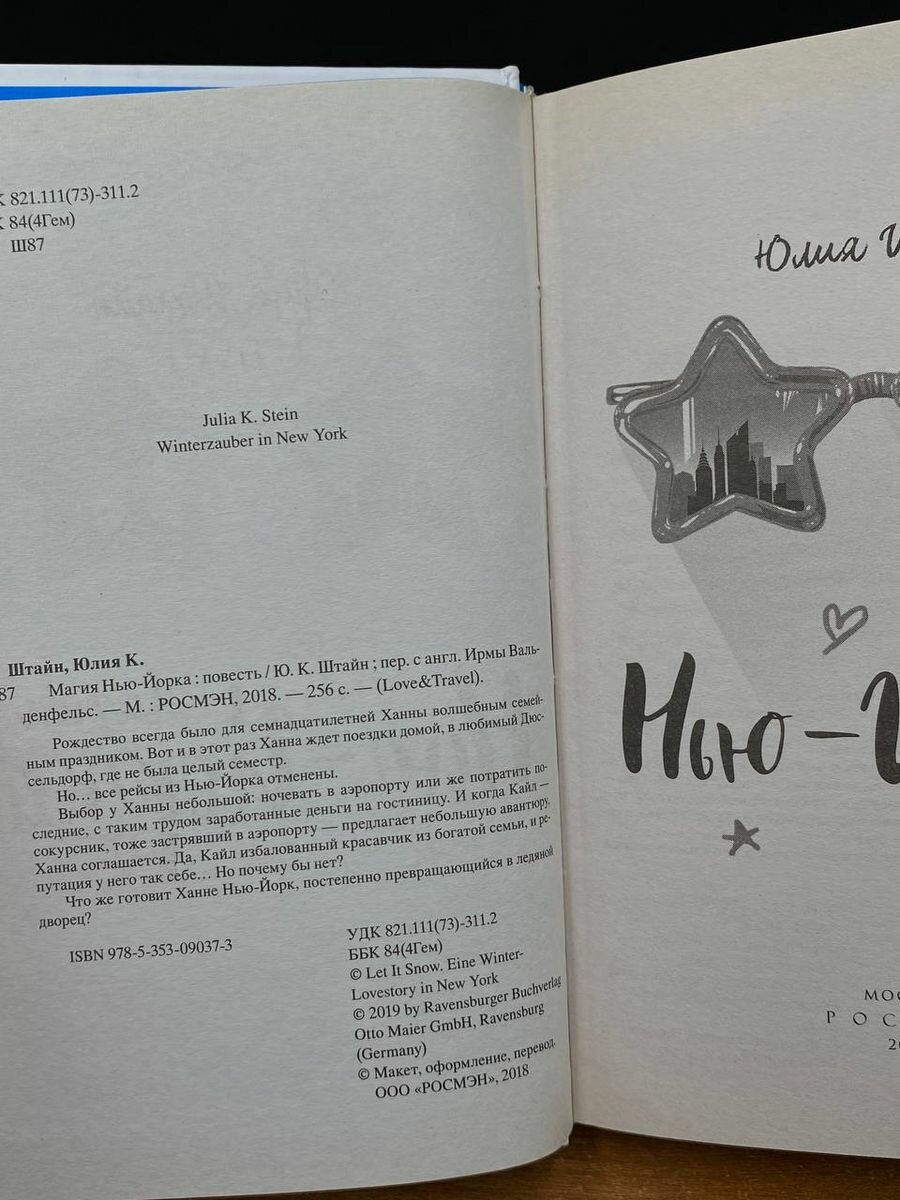 К 821.111(73)-311.2
К 84(4Гем)
Ш87
Julia K. Stein
Winterzauber in New York
Штайн, Юлия К.
87 Магия Нью-Йорка : повесть / Ю. К. Штайн ; пер. с англ. Ирмы Валь-
денфельс. — М. : РОСМЭН, 2018. — 256 с. — (Love&Travel).
Рождество всегда было для семнадцатилетней Ханны волшебным семей-
ным праздником. Вот и в этот раз Ханна ждет поездки домой, в любимый Дюс-
сельдорф, где не была целый семестр.
Но… все рейсы из Нью-Йорка отменены.
Выбор у Ханны небольшой: ночевать в аэропорту или же потратить по-
следние, с таким трудом заработанные деньги на гостиницу. И когда Кайл —
сокурсник, тоже застрявший в аэропорту — предлагает небольшую авантюру,
Ханна соглашается. Да, Кайл избалованный красавчик из богатой семьи, и ре-
путация у него так себе… Но почему бы нет?
Что же готовит Ханне Нью-Йорк, постепенно превращающийся в ледяной
дворец?
ISBN 978-5-353-09037-3
УДК 821.111(73)-311.2
ББК 84(4Гем)
© Let It Snow. Eine Winter-
Lovestory in New York
© 2019 by Ravensburger Buchverlag
Otto Maier GmbH, Ravensburg
(Germany)
© Макет, оформление, перевод.
ООО «РОСМЭН», 2018
Юлия
Нью-
МОС
РОС
20